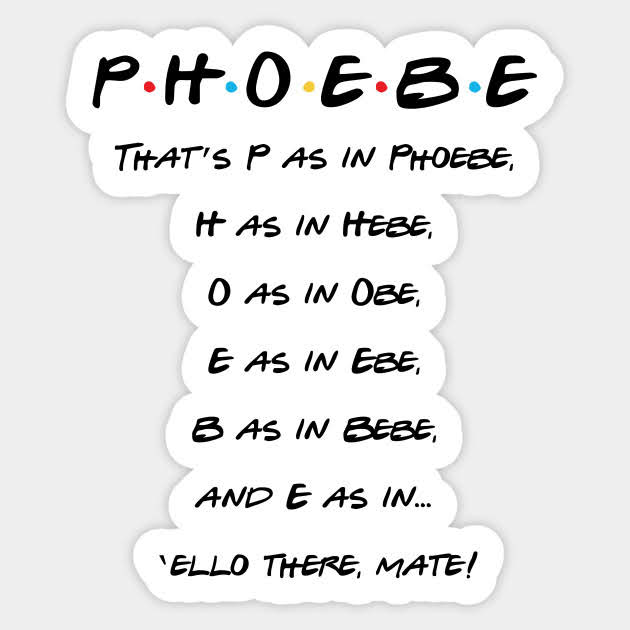 P•H•O•E•B•E
THAT'S P AS IN PHOEBE,
H AS IN HEBE,
O AS IN OBE,
E AS IN EBE,
B AS IN BEBE,
AND E AS IN...
'ELLO THERE, MATE!